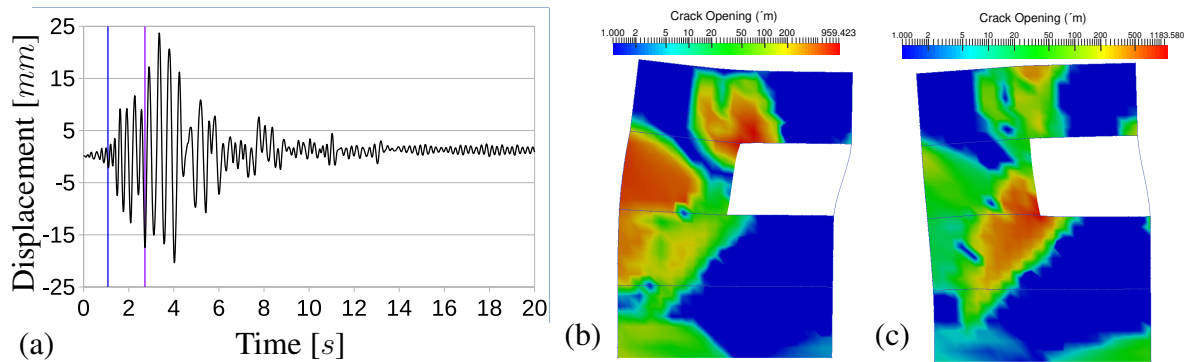 25
15
5
-5
-15
-25
Displacement [mm]
0 2 4 6 8 10 12 14 16 18 20
Time [s]
(a)
Crack Opening (´m)
1.000 2 5 10 20 50 100 200 959.423
(b)
Crack Opening (´m)
1.000 2 5 10 20 50 100 200 500 1183.580
(c)